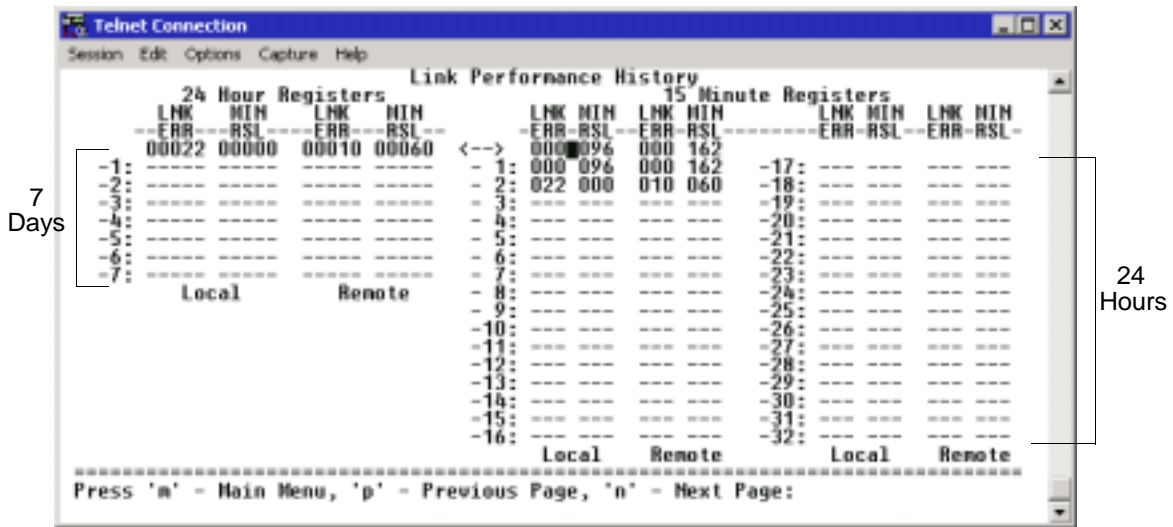 Telnet Connection
Session Edit Options Capture Help
Link Performance History
24 Hour Registers 15 Minute Registers
LNK MIN LNK MIN LNK MIN LNK MIN LNK MIN LNK MIN
--ERR---RSL----ERR---RSL-- -ERR-RSL--ERR-RSL--------ERR-RSL--ERR-RSL-
00022 00000 00010 00060 <--> 000 096 000 162
-1: ----- ----- ----- ----- - 1: 000 096 000 162 -17: --- --- --- ---
-2: ----- ----- ----- ----- - 2: 022 000 010 060 -18: --- --- --- ---
-3: ----- ----- ----- ----- - 3: --- --- --- --- -19: --- --- --- ---
-4: ----- ----- ----- ----- - 4: --- --- --- --- -20: --- --- --- ---
-5: ----- ----- ----- ----- - 5: --- --- --- --- -21: --- --- --- ---
-6: ----- ----- ----- ----- - 6: --- --- --- --- -22: --- --- --- ---
-7: ----- ----- ----- ----- - 7: --- --- --- --- -23: --- --- --- ---
Local Remote - 8: --- --- --- --- -24: --- --- --- ---
- 9: --- --- --- --- -25: --- --- --- ---
-10: --- --- --- --- -26: --- --- --- ---
-11: --- --- --- --- -27: --- --- --- ---
-12: --- --- --- --- -28: --- --- --- ---
-13: --- --- --- --- -29: --- --- --- ---
-14: --- --- --- --- -30: --- --- --- ---
-15: --- --- --- --- -31: --- --- --- ---
-16: --- --- --- --- -32: --- --- --- ---
Local Remote Local Remote
================================================================================
Press 'm' - Main Menu, 'p' - Previous Page, 'n' - Next Page:
7
Days
24
Hours